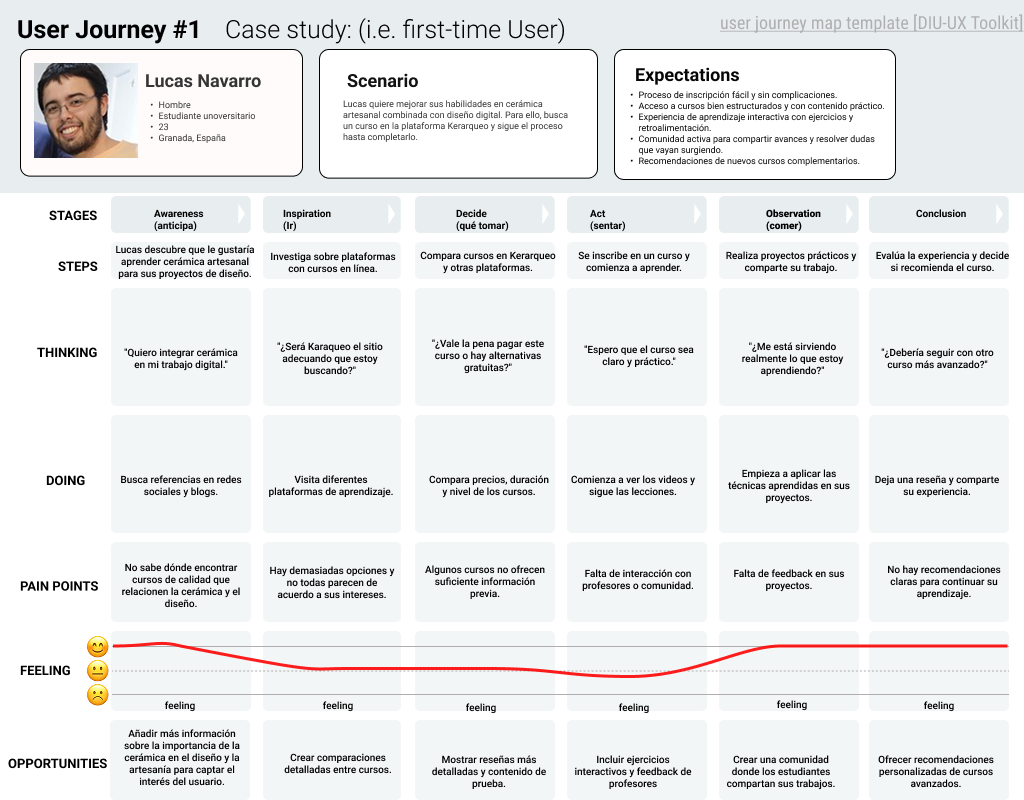 User Journey #1 Case study: (i.e. first-time User)
user journey map template [DIU-UX Toolkit]
Lucas Navarro
• Hombre
• Estudiante unoversitario
• 23
• Granada, España
Scenario
Lucas quiere mejorar sus habilidades en cerámica
artesanal combinada con diseño digital. Para ello, busca
un curso en la plataforma Kerarqueo y sigue el proceso
hasta completarlo.
Expectations
• Proceso de inscripción fácil y sin complicaciones.
• Acceso a cursos bien estructurados y con contenido práctico.
• Experiencia de aprendizaje interactiva con ejercicios y
retroalimentación.
• Comunidad activa para compartir avances y resolver dudas
que vayan surgiendo.
• Recomendaciones de nuevos cursos complementarios.
STAGES
Awareness
(anticipa)
Inspiration
(Ir)
Decide
(qué tomar)
Act
(sentar)
Observation
(comer)
Conclusion
STEPS
Lucas descubre que le gustaría
aprender cerámica artesanal
para sus proyectos de diseño.
Investiga sobre plataformas
con cursos en línea.
Compara cursos en Kerarqueo
y otras plataformas.
Se inscribe en un curso y
comienza a aprender.
Realiza proyectos prácticos y
comparte su trabajo.
Evalúa la experiencia y decide
si recomienda el curso.
THINKING
"Quiero integrar cerámica
en mi trabajo digital."
"¿Será Karaqueo el sitio
adecuando que estoy
buscando?"
"¿Vale la pena pagar este
curso o hay alternativas
gratuitas?"
"Espero que el curso sea
claro y práctico."
"¿Me está sirviendo
realmente lo que estoy
aprendiendo?"
"¿Debería seguir con otro
curso más avanzado?"
DOING
Busca referencias en redes
sociales y blogs.
Visita diferentes
plataformas de aprendizaje.
Compara precios, duración
y nivel de los cursos.
Comienza a ver los videos y
sigue las lecciones.
Empieza a aplicar las
técnicas aprendidas en sus
proyectos.
Deja una reseña y comparte
su experiencia.
PAIN POINTS
No sabe dónde encontrar
cursos de calidad que
relacionen la cerámica y el
diseño.
Hay demasiadas opciones y
no todas parecen de
acuerdo a sus intereses.
Algunos cursos no ofrecen
suficiente información
previa.
Falta de interacción con
profesores o comunidad.
Falta de feedback en sus
proyectos.
No hay recomendaciones
claras para continuar su
aprendizaje.
FEELING
feeling
feeling
feeling
feeling
feeling
feeling
OPPORTUNITIES
Añadir más información
sobre la importancia de la
cerámica en el diseño y la
artesanía para captar el
interés del usuario.
Crear comparaciones
detalladas entre cursos.
Mostrar reseñas más
detalladas y contenido de
prueba.
Incluir ejercicios
interactivos y feedback de
profesores
Crear una comunidad
donde los estudiantes
compartan sus trabajos.
Ofrecer recomendaciones
personalizadas de cursos
avanzados.